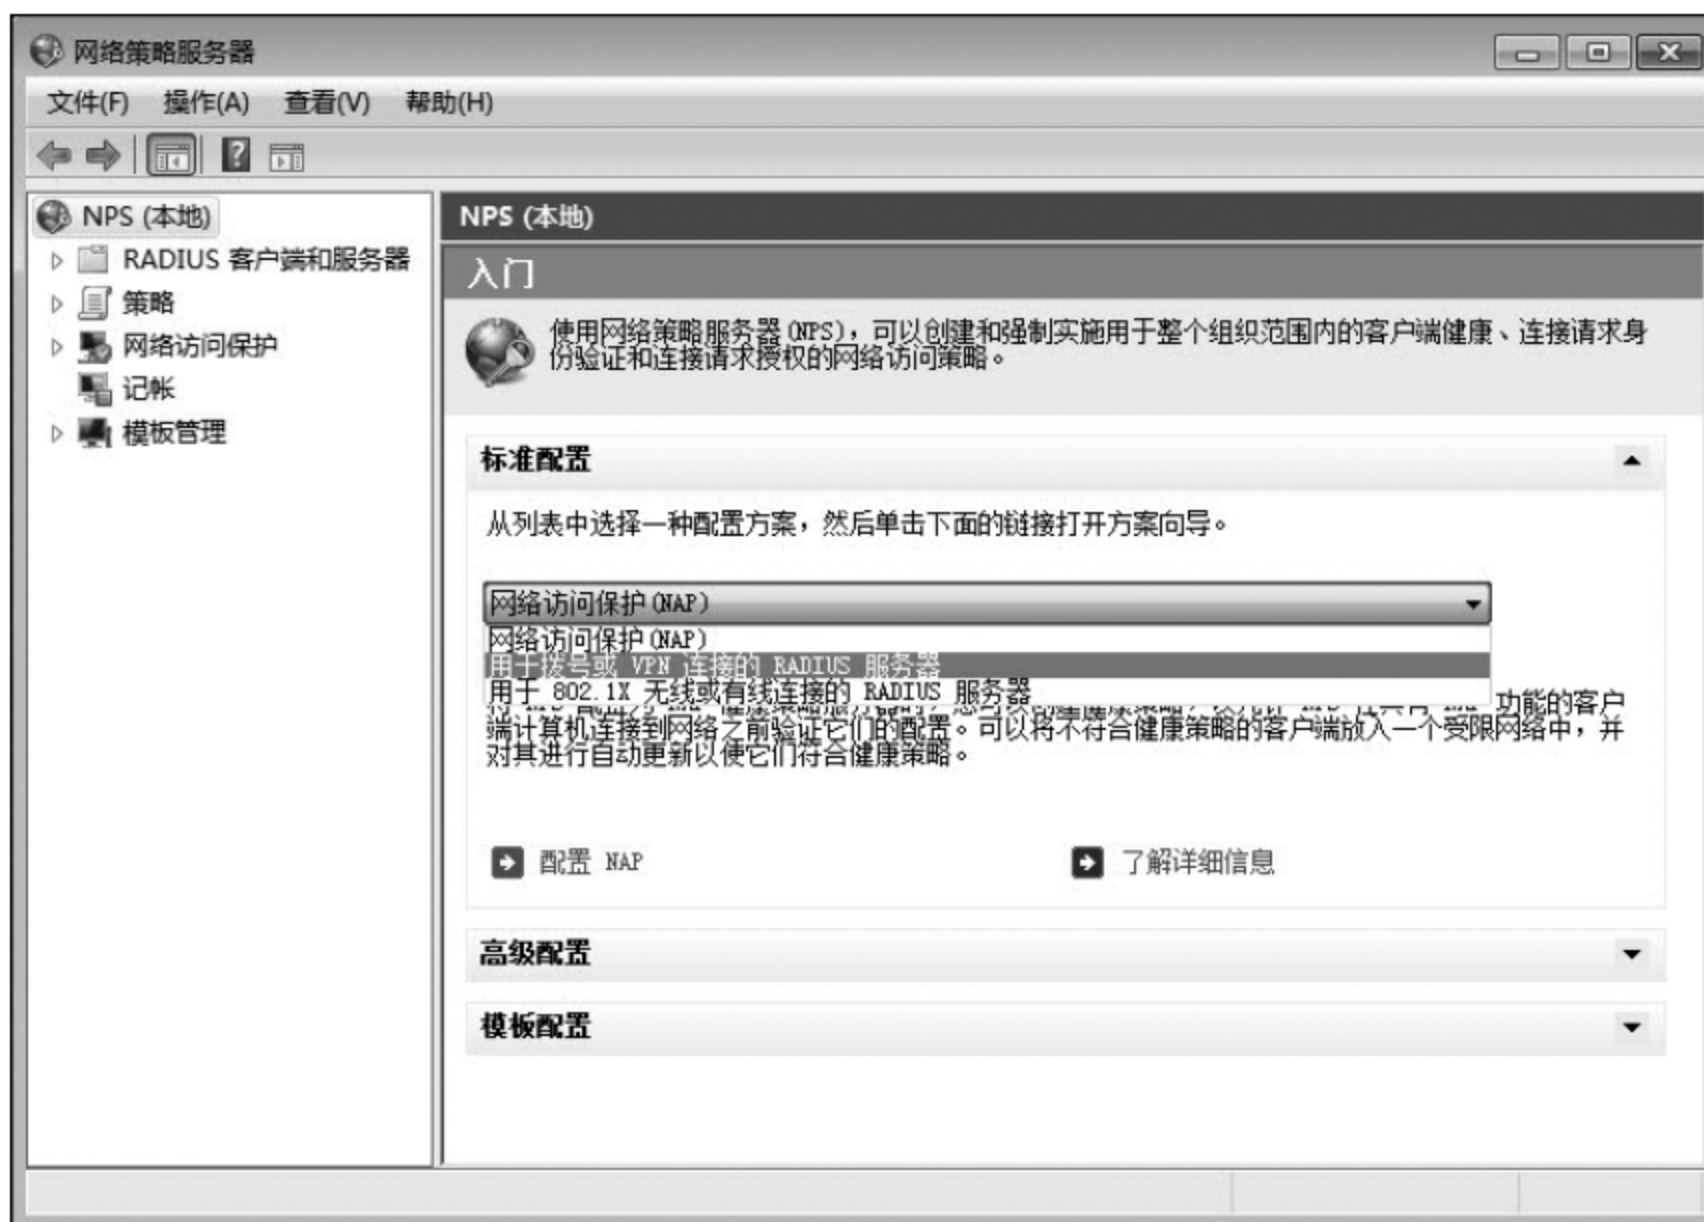 网络策略服务器
文件(F) 操作(A) 查看(V) 帮助(H)
NPS (本地)
RADIUS 客户端和服务器
策略
网络访问保护
记帐
模板管理
NPS (本地)
入门
使用网络策略服务器(NPS)，可以创建和强制实施用于整个组织范围内的客户端健康、连接请求身
份验证和连接请求授权的网络访问策略。
标准配置
从列表中选择一种配置方案，然后单击下面的链接打开方案向导。
网络访问保护(NAP)
网络访问保护(NAP)
用于拨号或 VPN 连接的 RADIUS 服务器
用于 802.1X 无线或有线连接的 RADIUS 服务器
功能的客户
端计算机连接到网络之前验证它们的配置。可以将不符合健康策略的客户端放入一个受限网络中，并
对其进行自动更新以便它们符合健康策略。
配置 NAP 了解详细信息
高级配置
模板配置